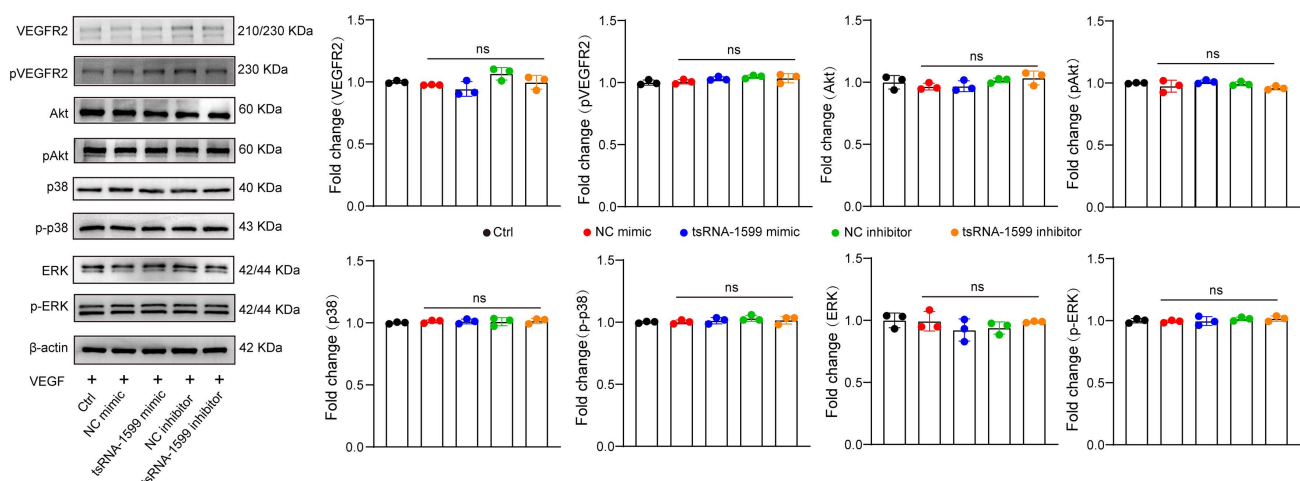 VEGFR2 210/230 KDa
pVEGFR2 230 KDa
Akt 60 KDa
pAkt 60 KDa
p38 40 KDa
p-p38 43 KDa
ERK 42/44 KDa
p-ERK 42/44 KDa
β-actin 42 KDa
VEGF + + + + +
Ctrl
NC mimic
tsRNA-1599 mimic
NC inhibitor
tsRNA-1599 inhibitor
Fold change (VEGFR2)
1.5
1.0
0.5
0.0
ns
Fold change (pVEGFR2)
1.5
1.0
0.5
0.0
ns
Fold change (Akt)
1.5
1.0
0.5
0.0
ns
Fold change (pAkt)
1.5
1.0
0.5
0.0
ns
Ctrl NC mimic tsRNA-1599 mimic NC inhibitor tsRNA-1599 inhibitor
Fold change (p38)
1.5
1.0
0.5
0.0
ns
Fold change (p-p38)
1.5
1.0
0.5
0.0
ns
Fold change (ERK)
1.5
1.0
0.5
0.0
ns
Fold change (p-ERK)
1.5
1.0
0.5
0.0
ns